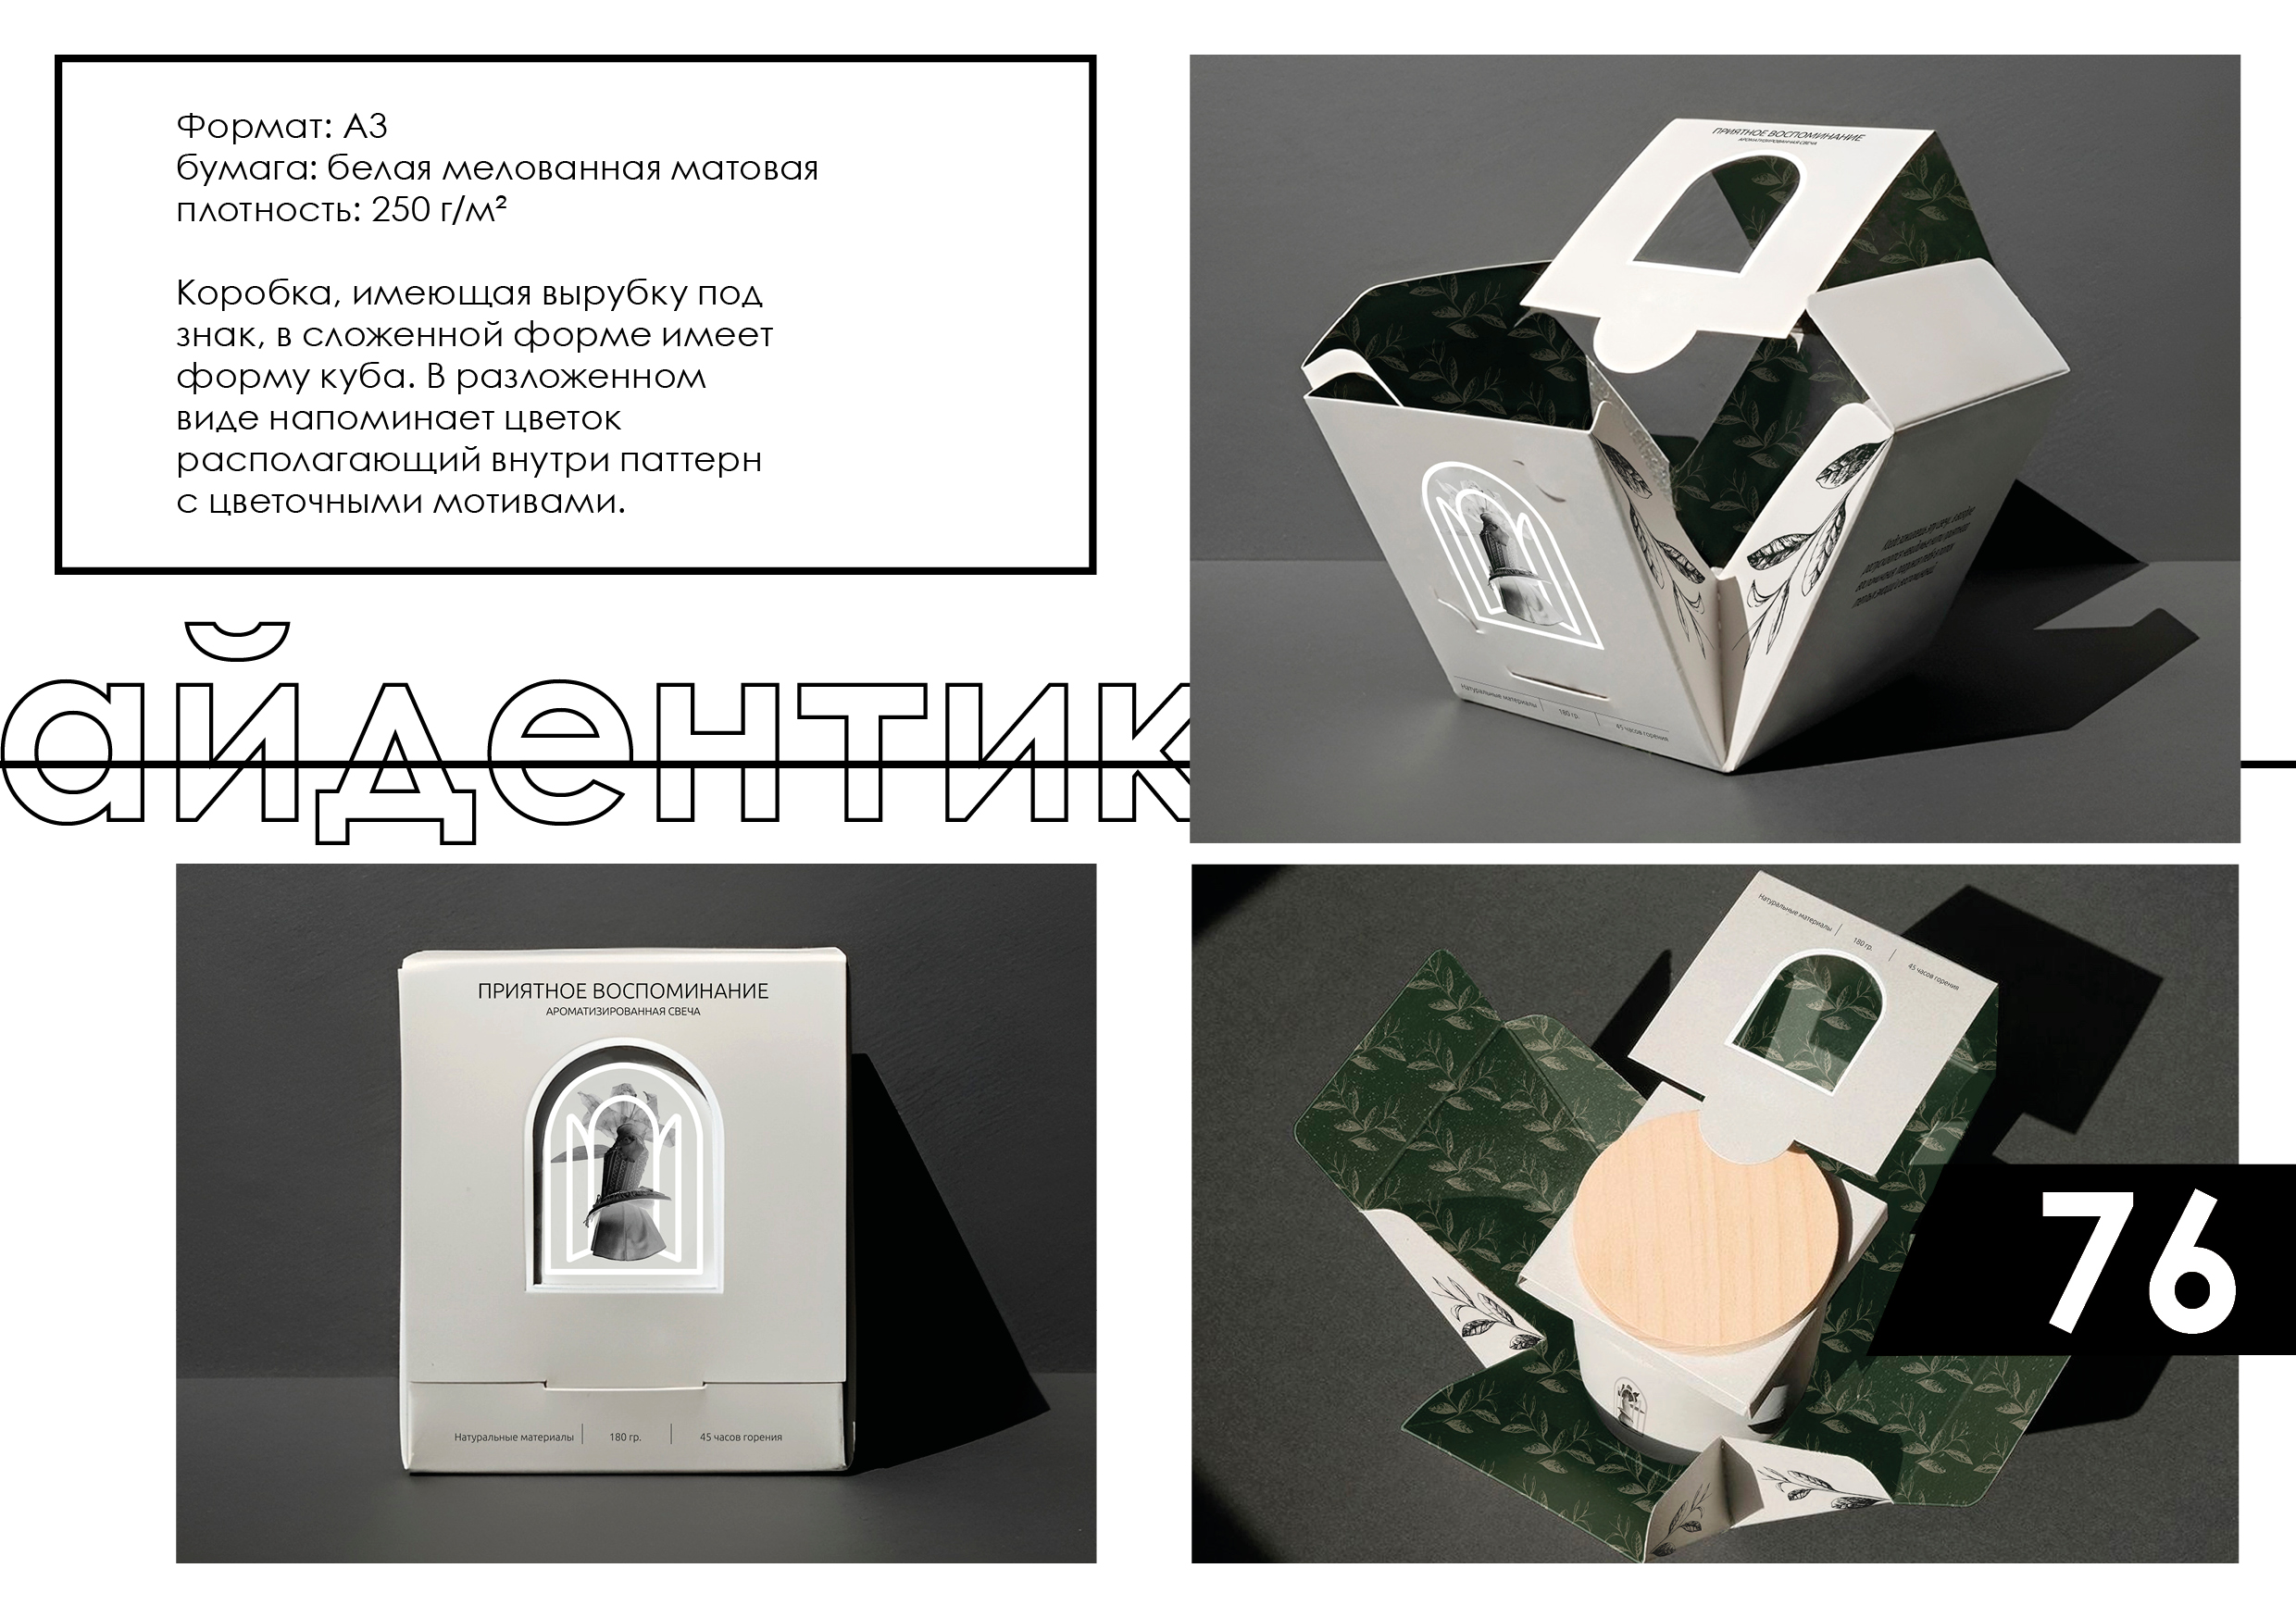 Формат: А3
бумага: белая мелованная матовая
плотность: 250 г/м²
Коробка, имеющая вырубку под
знак, в сложенной форме имеет
форму куба. В разложенном
виде напоминает цветок
располагающий внутри паттерн
с цветочными мотивами.
айдентик
ПРИЯТНОЕ ВОСПОМИНАНИЕ
АРОМАТИЗИРОВАННАЯ СВЕЧА
Натуральные материалы 180 гр. 45 часов горения
ПРИЯТНОЕ ВОСПОМИНАНИЕ
АРОМАТИЗИРОВАННАЯ СВЕЧА
Натуральные материалы 180 гр. 45 часов горения
Натуральные материалы 180 гр. 45 часов горения
76